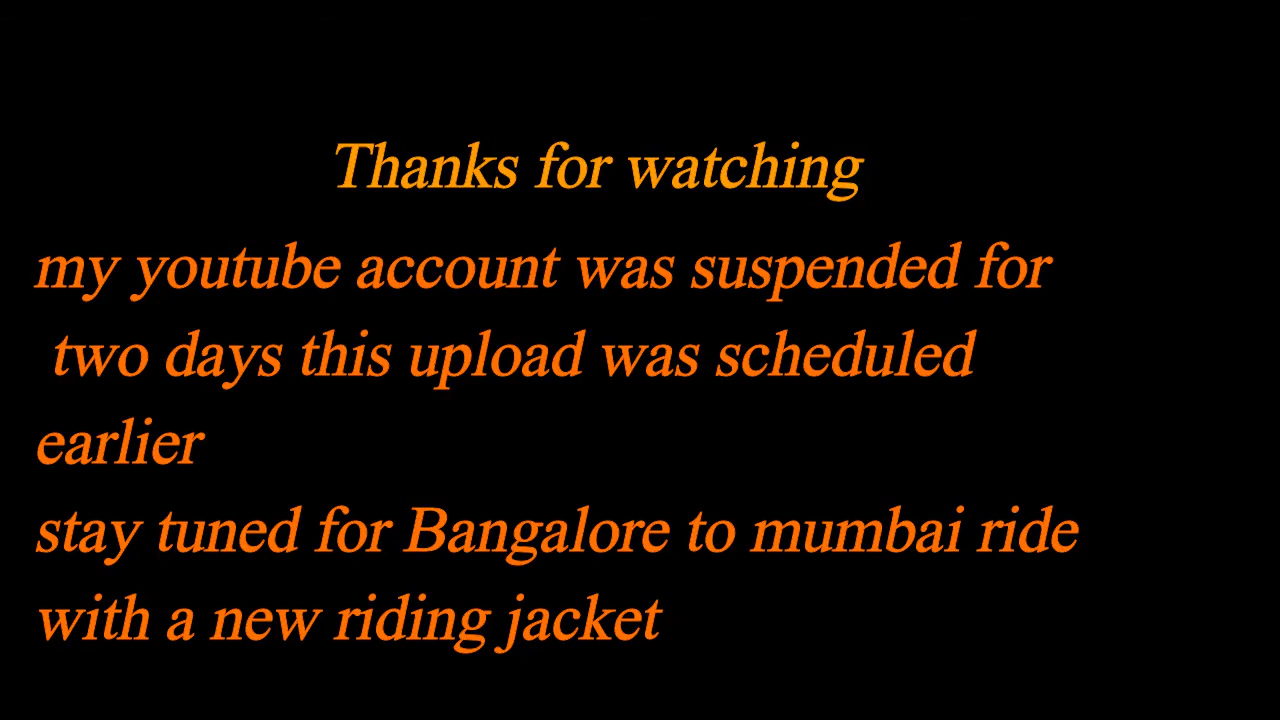 Thanks for watching
my youtube account was suspended for
two days this upload was scheduled
earlier
stay tuned for Bangalore to mumbai ride
with a new riding jacket